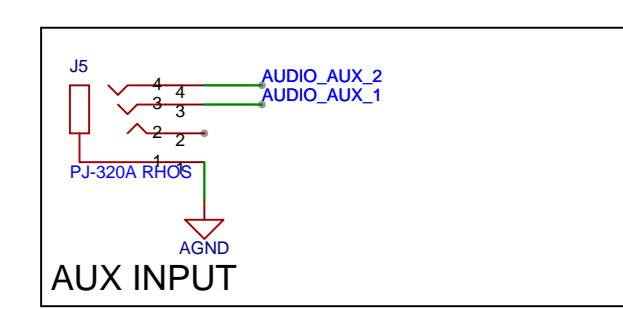 J5
4 4 AUDIO_AUX_2
3 3 AUDIO_AUX_1
2 2
1 1
PJ-320A RHOS
AGND
AUX INPUT